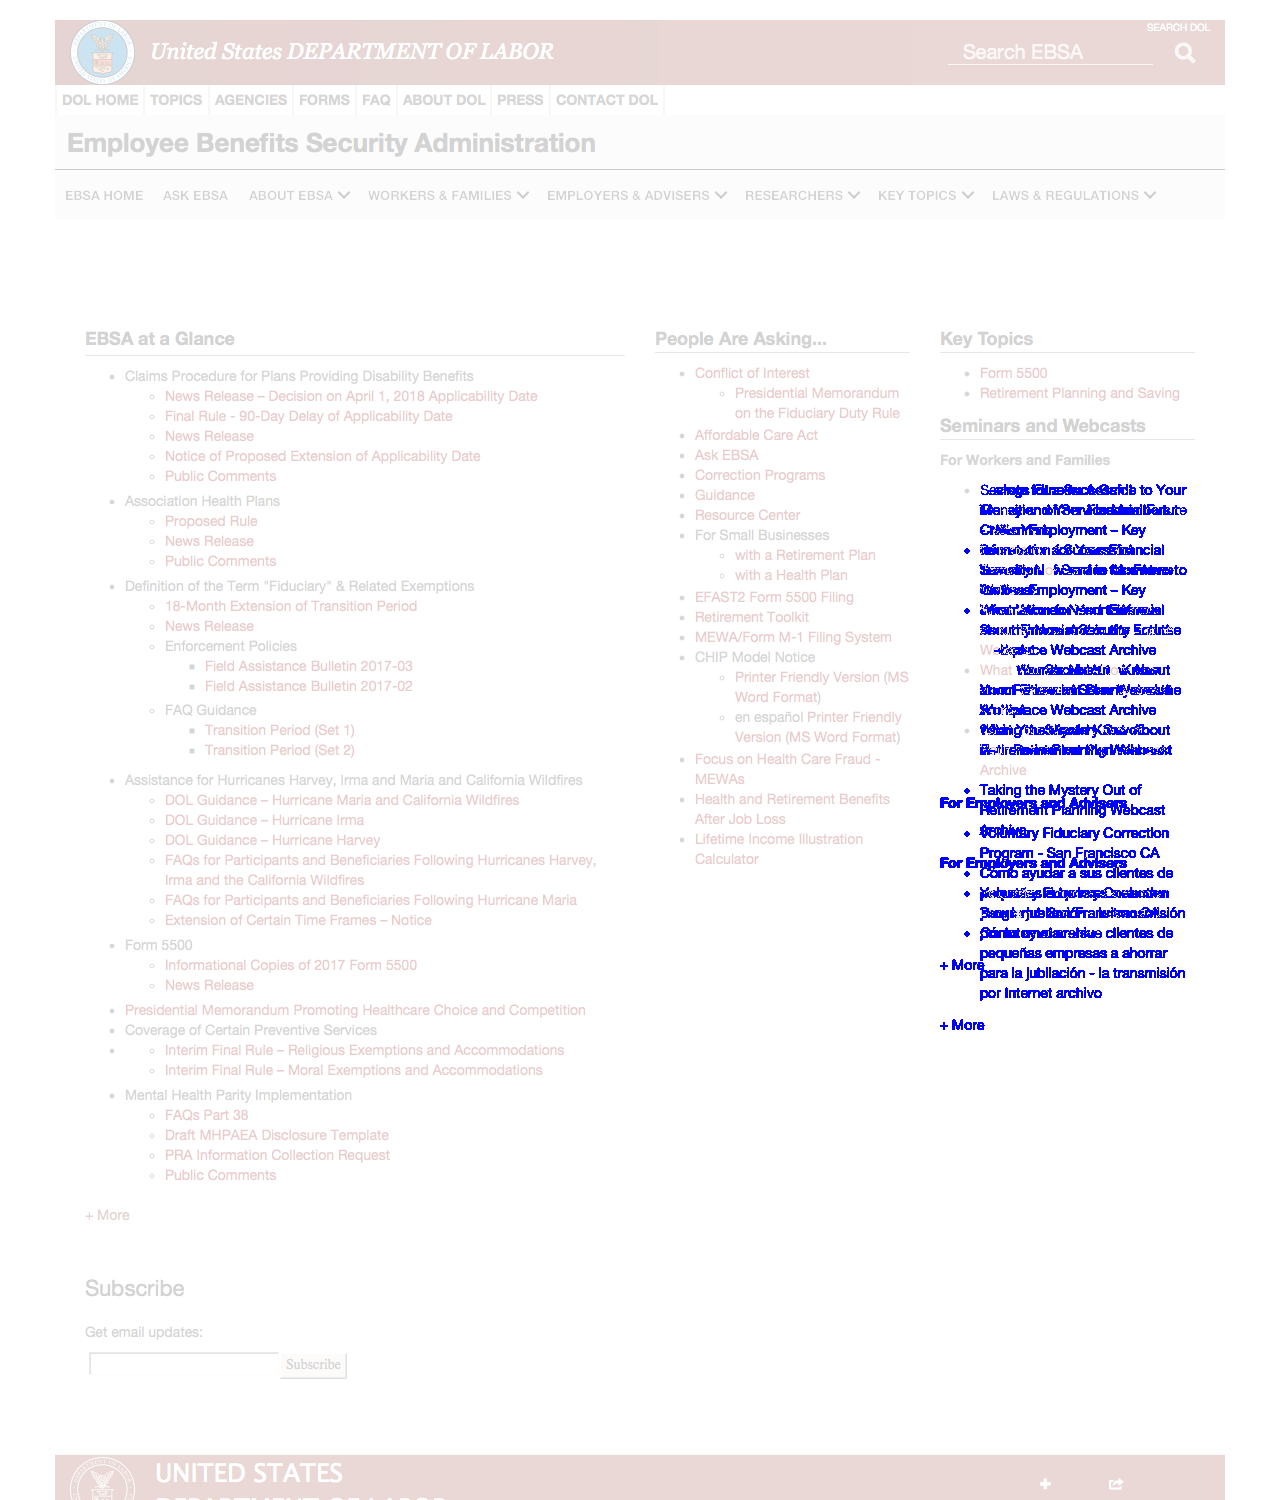 SEARCH DOL
United States DEPARTMENT OF LABOR
Search EBSA
DOL HOME TOPICS AGENCIES FORMS FAQ ABOUT DOL PRESS CONTACT DOL
Employee Benefits Security Administration
EBSA HOME ASK EBSA ABOUT EBSA WORKERS & FAMILIES EMPLOYERS & ADVISERS RESEARCHERS KEY TOPICS LAWS & REGULATIONS
EBSA at a Glance
Claims Procedure for Plans Providing Disability Benefits
News Release – Decision on April 1, 2018 Applicability Date
Final Rule - 90-Day Delay of Applicability Date
News Release
Notice of Proposed Extension of Applicability Date
Public Comments
Association Health Plans
Proposed Rule
News Release
Public Comments
Definition of the Term "Fiduciary" & Related Exemptions
18-Month Extension of Transition Period
News Release
Enforcement Policies
Field Assistance Bulletin 2017-03
Field Assistance Bulletin 2017-02
FAQ Guidance
Transition Period (Set 1)
Transition Period (Set 2)
Assistance for Hurricanes Harvey, Irma and Maria and California Wildfires
DOL Guidance – Hurricane Maria and California Wildfires
DOL Guidance – Hurricane Irma
DOL Guidance – Hurricane Harvey
FAQs for Participants and Beneficiaries Following Hurricanes Harvey,
Irma and the California Wildfires
FAQs for Participants and Beneficiaries Following Hurricane Maria
Extension of Certain Time Frames – Notice
Form 5500
Informational Copies of 2017 Form 5500
News Release
Presidential Memorandum Promoting Healthcare Choice and Competition
Coverage of Certain Preventive Services
Interim Final Rule – Religious Exemptions and Accommodations
Interim Final Rule – Moral Exemptions and Accommodations
Mental Health Parity Implementation
FAQs Part 38
Draft MHPAEA Disclosure Template
PRA Information Collection Request
Public Comments
+ More
People Are Asking...
Conflict of Interest
Presidential Memorandum
on the Fiduciary Duty Rule
Affordable Care Act
Ask EBSA
Correction Programs
Guidance
Resource Center
For Small Businesses
with a Retirement Plan
with a Health Plan
EFAST2 Form 5500 Filing
Retirement Toolkit
MEWA/Form M-1 Filing System
CHIP Model Notice
Printer Friendly Version (MS
Word Format)
en español Printer Friendly
Version (MS Word Format)
Focus on Health Care Fraud -
MEWAs
Health and Retirement Benefits
After Job Loss
Lifetime Income Illustration
Calculator
Key Topics
Form 5500
Retirement Planning and Saving
Seminars and Webcasts
For Workers and Families
to Your
Employment – Key
Employment – Key
Webcast Archive
What
Workplace Webcast Archive
Archive
Taking the Mystery Out of
For Employers and Advisers
Retirement Planning Webcast
Voluntary Fiduciary Correction
Program - San Francisco CA
For Employers and Advisers
Cómo ayudar a sus clientes de
clientes de
pequeñas empresas a ahorrar
+ More
para la jubilación - la transmisión
por Internet archivo
+ More
Subscribe
Get email updates:
Subscribe
UNITED STATES
DEPARTMENT OF LABOR